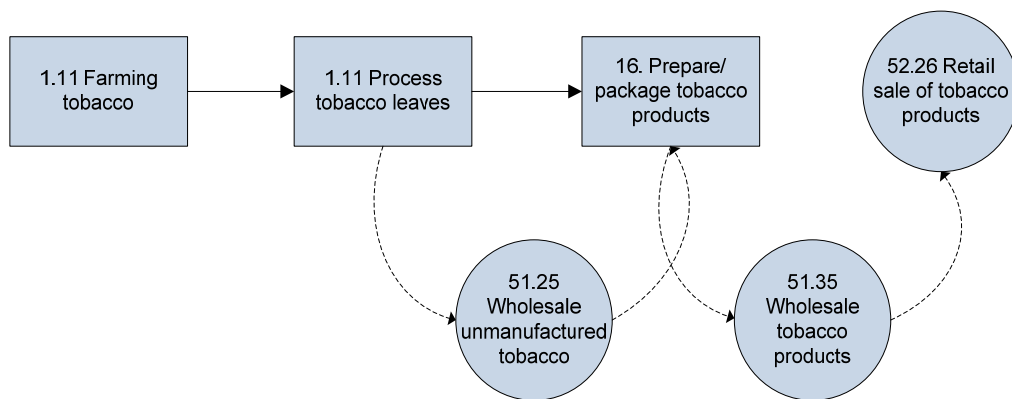 1.11 Farming
tobacco
1.11 Process
tobacco leaves
16. Prepare/
package tobacco
products
52.26 Retail
sale of tobacco
products
51.25
Wholesale
unmanufactured
tobacco
51.35
Wholesale
tobacco
products